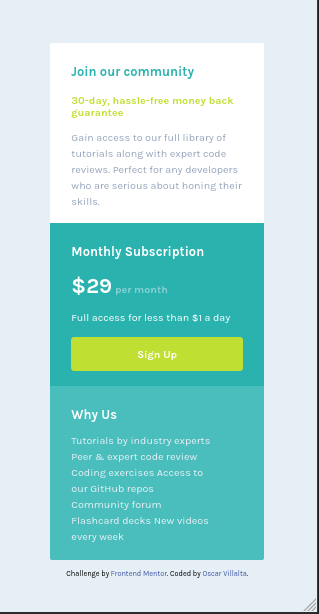 Join our community
30-day, hassle-free money back
guarantee
Gain access to our full library of
tutorials along with expert code
reviews. Perfect for any developers
who are serious about honing their
skills.
Monthly Subscription
$29 per month
Full access for less than $1 a day
Sign Up
Why Us
Tutorials by industry experts
Peer & expert code review
Coding exercises Access to
our GitHub repos
Community forum
Flashcard decks New videos
every week
Challenge by Frontend Mentor. Coded by Oscar Villalta.